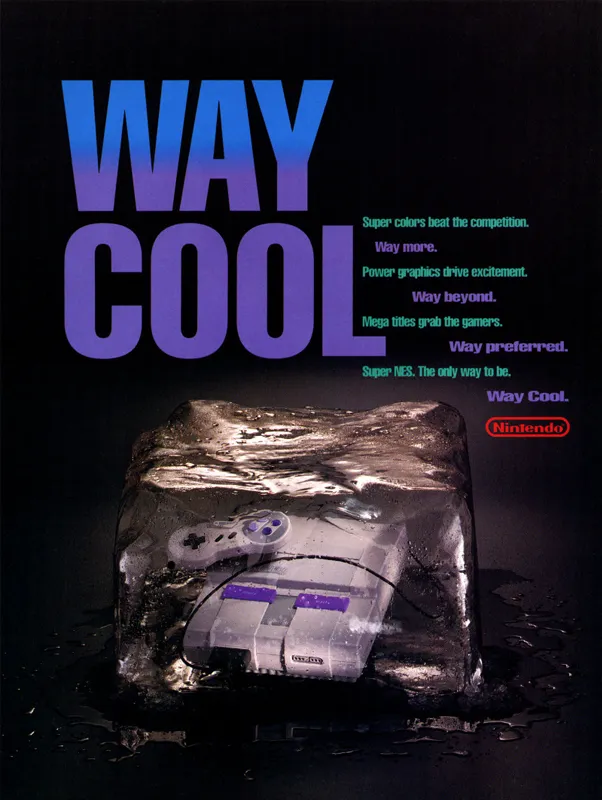 WAY
COOL
Super colors beat the competition.
Way more.
Power graphics drive excitement.
Way beyond.
Mega titles grab the gamers.
Way preferred.
Super NES. The only way to be.
Way Cool.
Nintendo